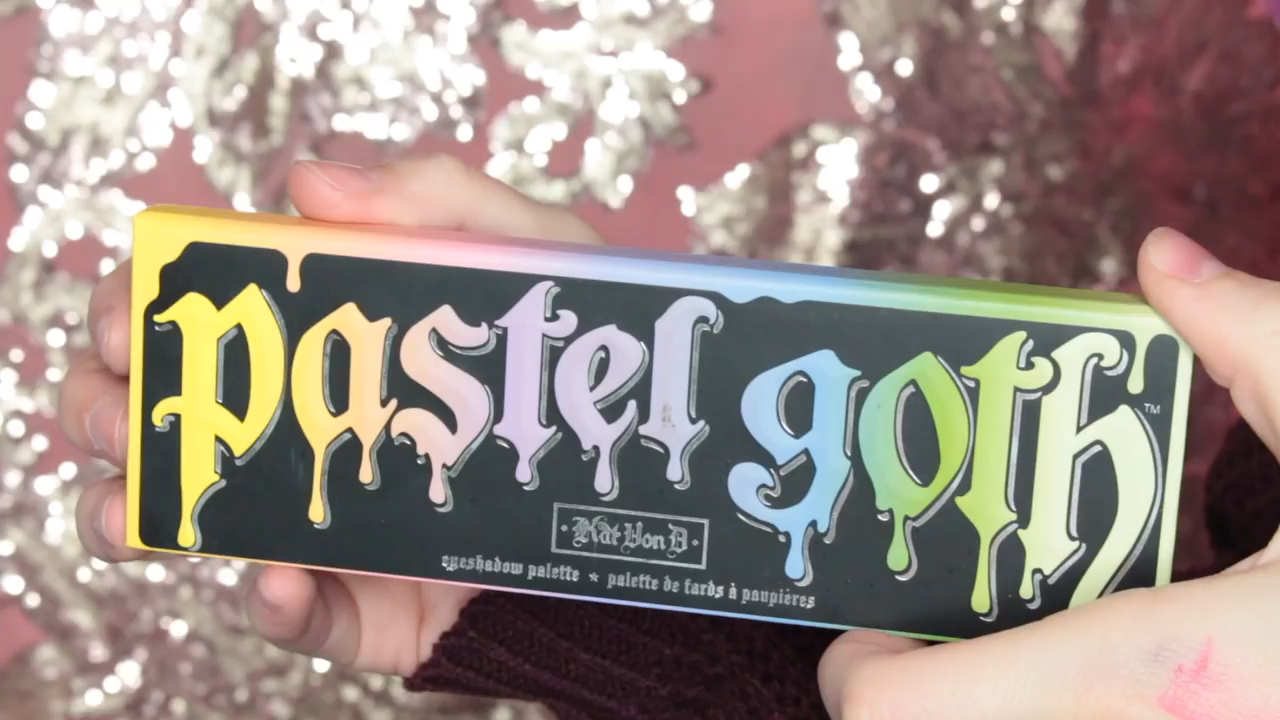 pastel goth™
Kat Von D
eyeshadow palette ★ palette de fards à paupières